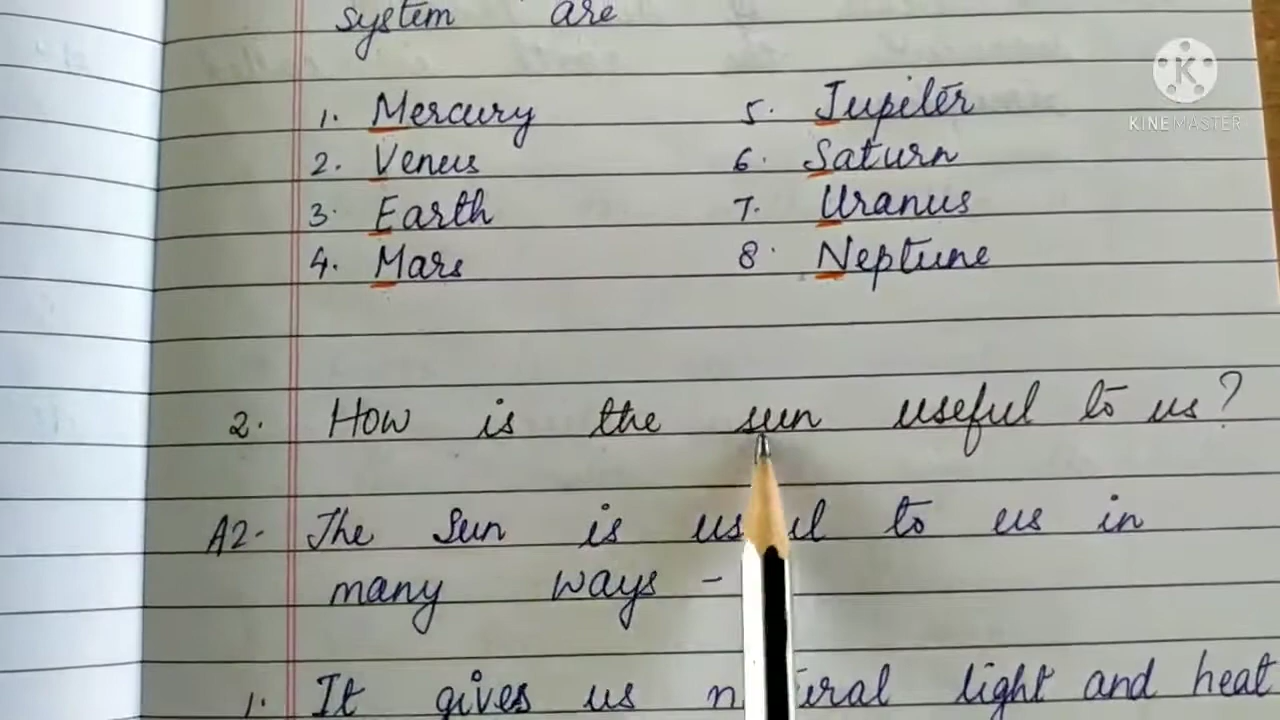 system are
1. Mercury 5. Jupiter
2. Venus 6. Saturn
3. Earth 7. Uranus
4. Mars 8. Neptune
KINEMASTER
2. How is the sun useful to us?
A2- The Sun is to us in
many ways -
1. It gives us light and heat